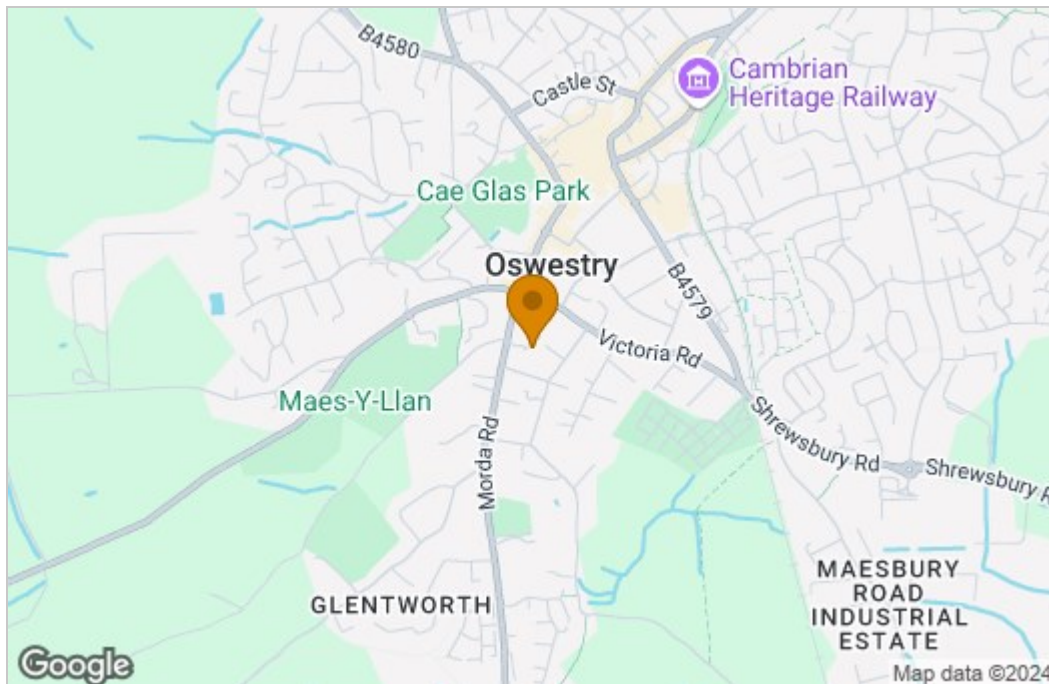 B4580
Castle St
Cambrian
Heritage Railway
Cae Glas Park
Oswestry
B4579
Victoria Rd
Maes-Y-Llan
Morda Rd
Shrewsbury Rd
Shrewsbury R
GLENTWORTH
MAESBURY
ROAD
INDUSTRIAL
ESTATE
Google
Map data ©2024